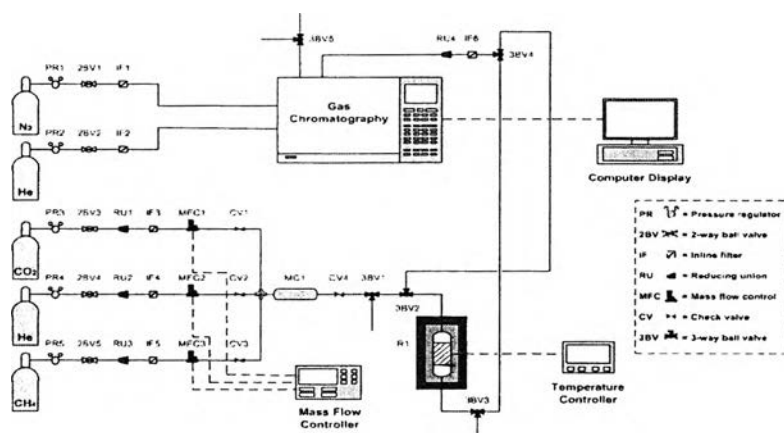 3BV5
RU4 IF6
3BV4
PR1 2BV1 IF1
N₂
PR2 2BV2 IF2
He
Gas
Chromatography
Computer Display
PR3 2BV3 RU1 IF3 MFC1 CV1
CO₂
PR4 2BV4 RU2 IF4 MFC2 CV2
MC1 CV4 3BV1
He
3BV2
PR5 2BV5 RU3 IF5 MFC3 CV3
CH₄
R1
3BV3
Mass Flow
Controller
Temperature
Controller
PR = Pressure regulator
2BV = 2-way ball valve
IF = Inline filter
RU = Reducing union
MFC = Mass flow control
CV = Check valve
3BV = 3-way ball valve